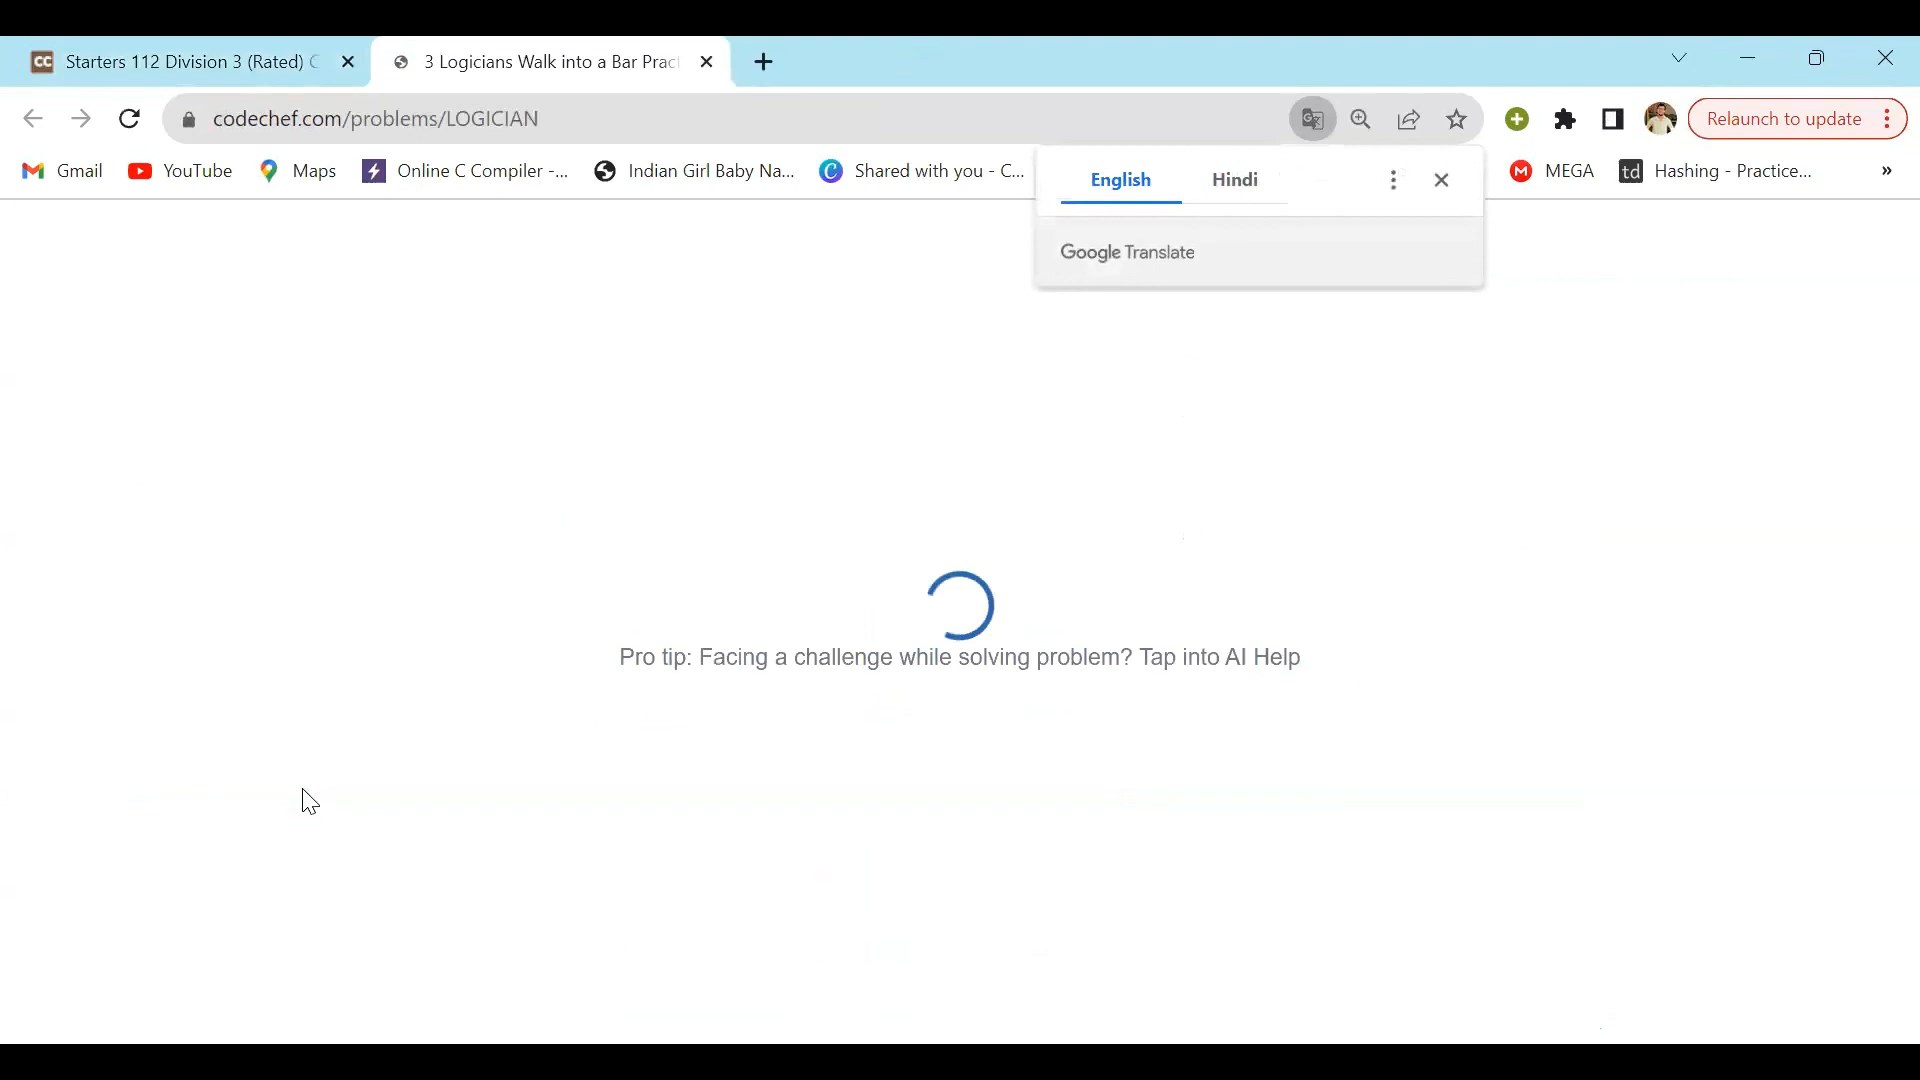 CC Starters 112 Division 3 (Rated) C
3 Logicians Walk into a Bar Prac
codechef.com/problems/LOGICIAN
Relaunch to update
Gmail
YouTube
Maps
Online C Compiler -...
Indian Girl Baby Na...
Shared with you - C...
MEGA
td Hashing - Practice...
»
English
Hindi
Google Translate
Pro tip: Facing a challenge while solving problem? Tap into AI Help